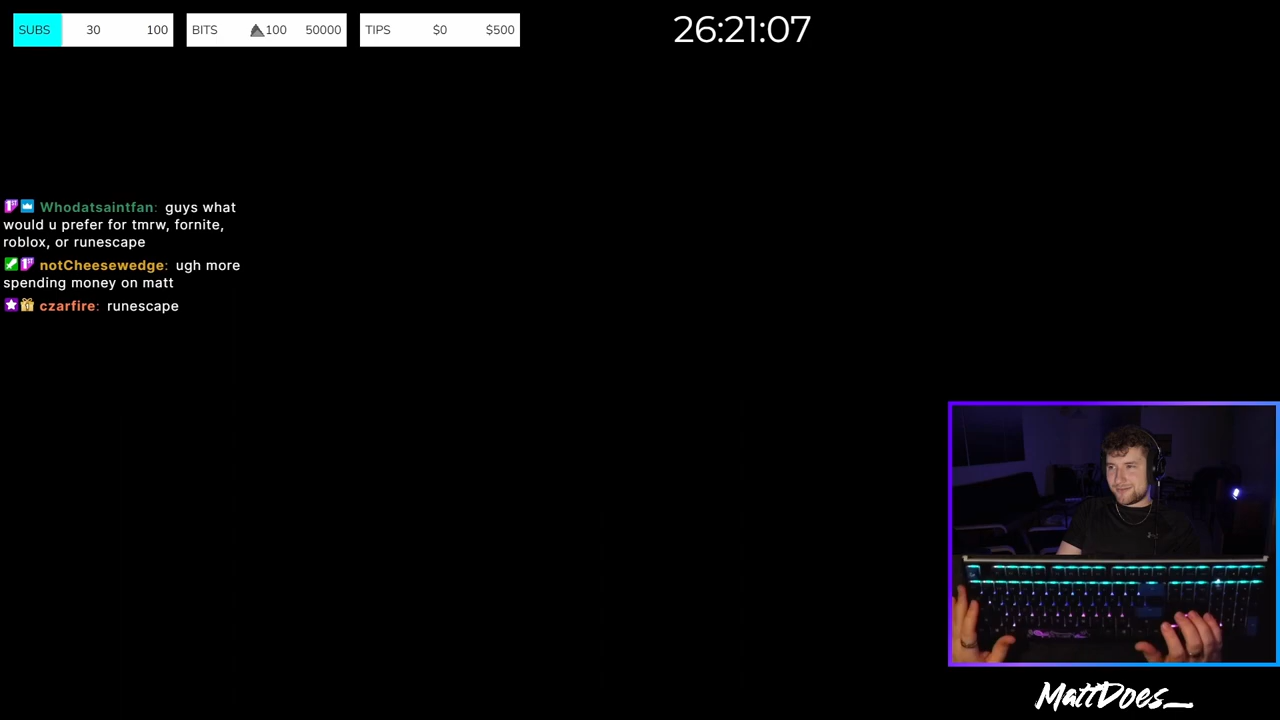 SUBS 30 100 BITS 100 50000 TIPS $0 $500 26:21:07
Whodatsaintfan: guys what
would u prefer for tmrw, fornite,
roblox, or runescape
notCheesewedge: ugh more
spending money on matt
czarfire: runescape
MattDoes_